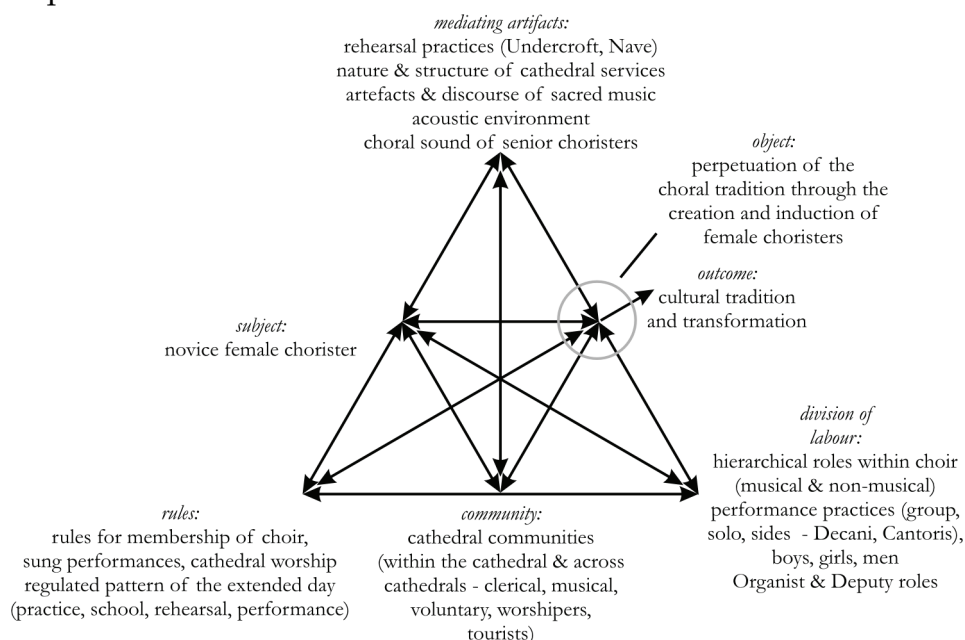 mediating artifacts:
rehearsal practices (Undercroft, Nave)
nature & structure of cathedral services
artefacts & discourse of sacred music
acoustic environment
choral sound of senior choristers
object:
perpetuation of the
choral tradition through the
creation and induction of
female choristers
outcome:
cultural tradition
and transformation
subject:
novice female chorister
division of
labour:
hierarchical roles within choir
(musical & non-musical)
performance practices (group,
solo, sides - Decani, Cantoris),
boys, girls, men
Organist & Deputy roles
rules:
rules for membership of choir,
sung performances, cathedral worship
regulated pattern of the extended day
(practice, school, rehearsal, performance)
community:
cathedral communities
(within the cathedral & across
cathedrals - clerical, musical,
voluntary, worshipers,
tourists)